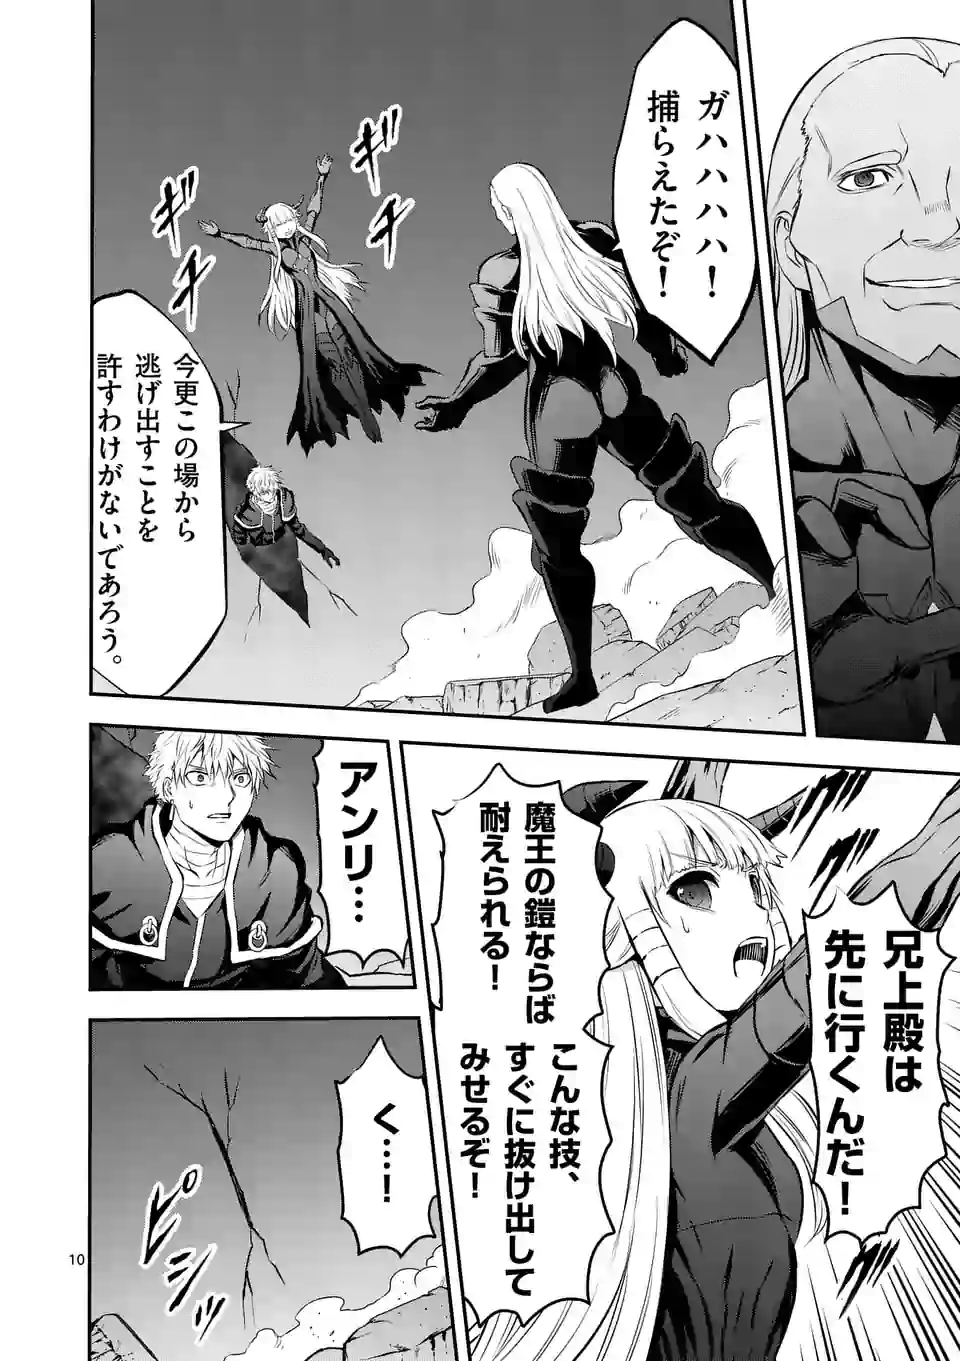 ガハハハハ！
捕らえたぞ！
ギチ
ギチ
今更この場から
逃げ出すことを
許すわけがないであろう。
兄上殿は
先に行くんだ！
魔王の鎧ならば
耐えられる！
こんな技、
すぐに抜け出して
みせるぞ！
アンリ…
く…！
ピシッ
10